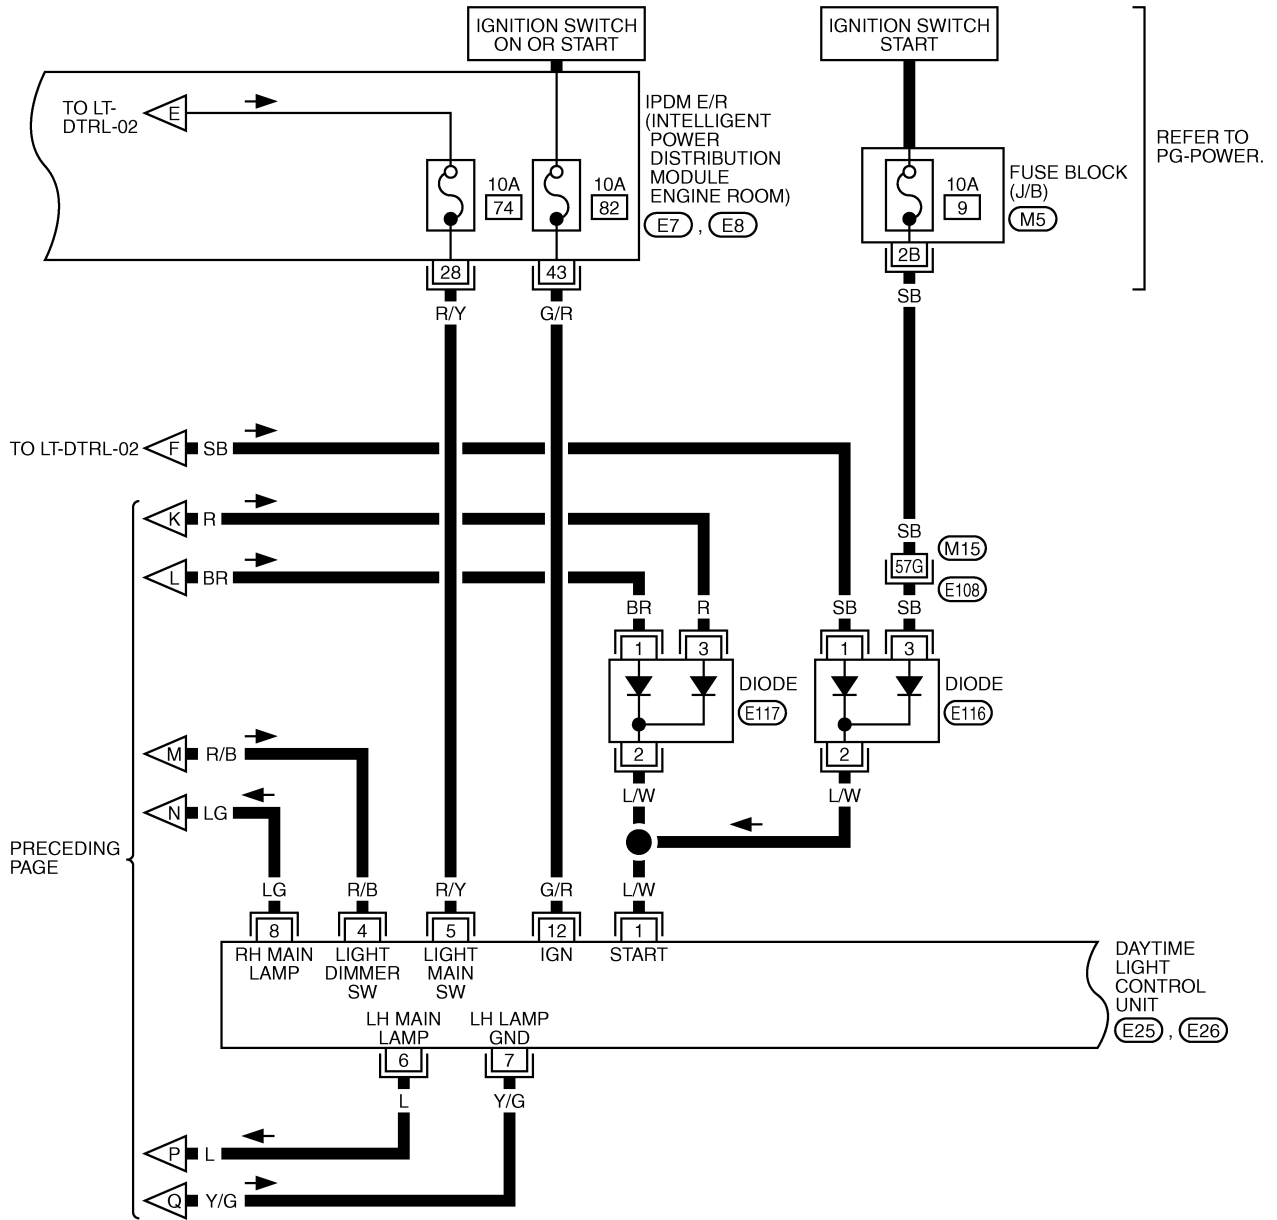 IGNITION SWITCH
ON OR START
IGNITION SWITCH
START
TO LT-
DTRL-02
E
10A
74
10A
82
IPDM E/R
(INTELLIGENT
POWER
DISTRIBUTION
MODULE
ENGINE ROOM)
E7 , E8
10A
9
FUSE BLOCK
(J/B)
M5
REFER TO
PG-POWER.
28
43
2B
R/Y
G/R
SB
TO LT-DTRL-02
F
SB
K
R
L
BR
SB
57G
M15
E108
BR
R
SB
SB
1
3
1
3
DIODE
E117
DIODE
E116
2
2
L/W
L/W
M
R/B
N
LG
PRECEDING
PAGE
LG
R/B
R/Y
G/R
L/W
8
4
5
12
1
RH MAIN
LAMP
LIGHT
DIMMER
SW
LIGHT
MAIN
SW
IGN
START
DAYTIME
LIGHT
CONTROL
UNIT
E25 , E26
LH MAIN
LAMP
LH LAMP
GND
6
7
L
Y/G
P
L
Q
Y/G